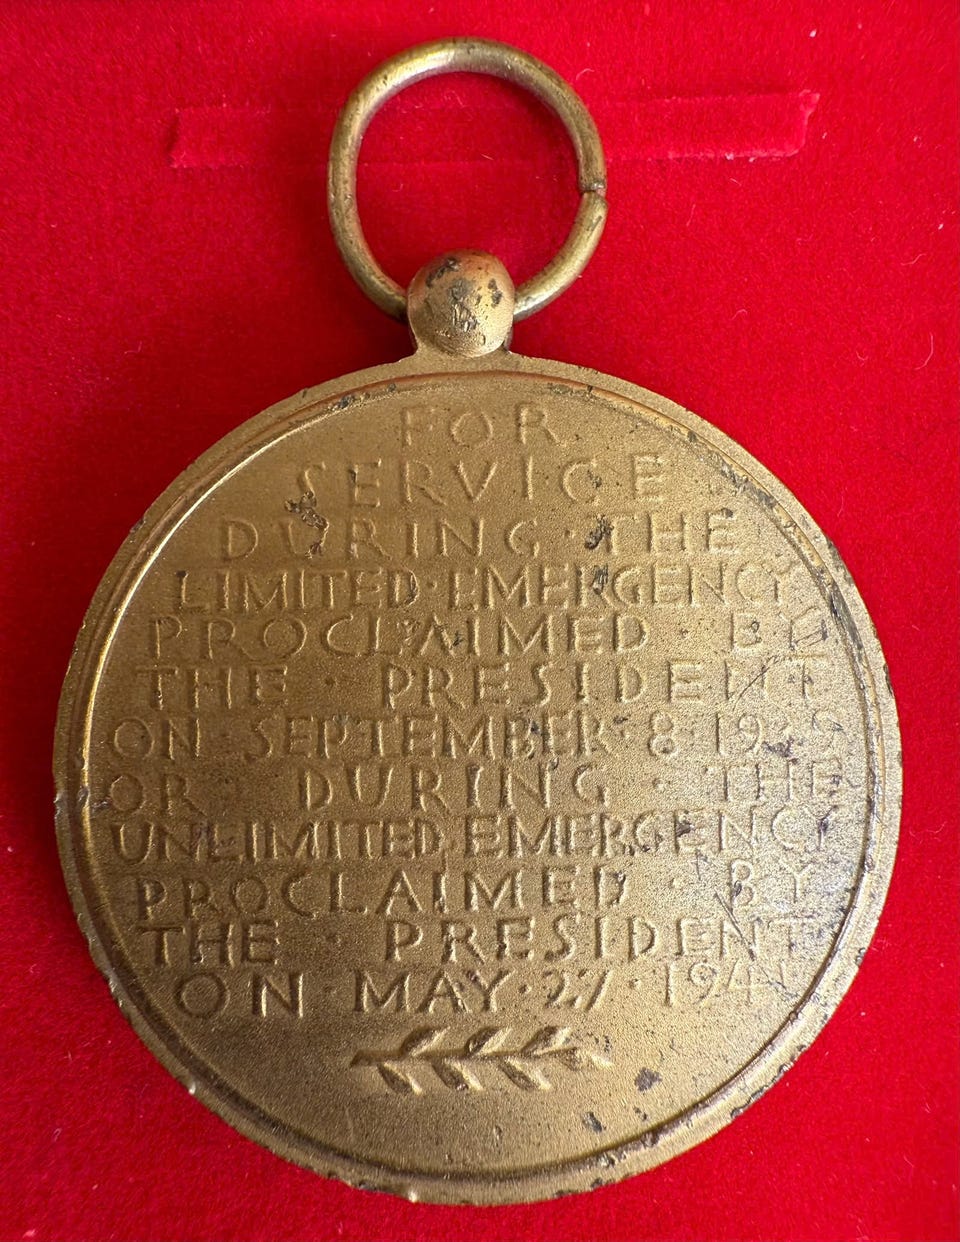 FOR
SERVICE
DURING · THE
LIMITED · EMERGENCY
PROCLAIMED · BY
THE · PRESIDENT
ON SEPTEMBER · 8 · 1939
OR DURING · THE
UNLIMITED EMERGENCY
PROCLAIMED · BY
THE · PRESIDENT
ON · MAY · 27 · 1941